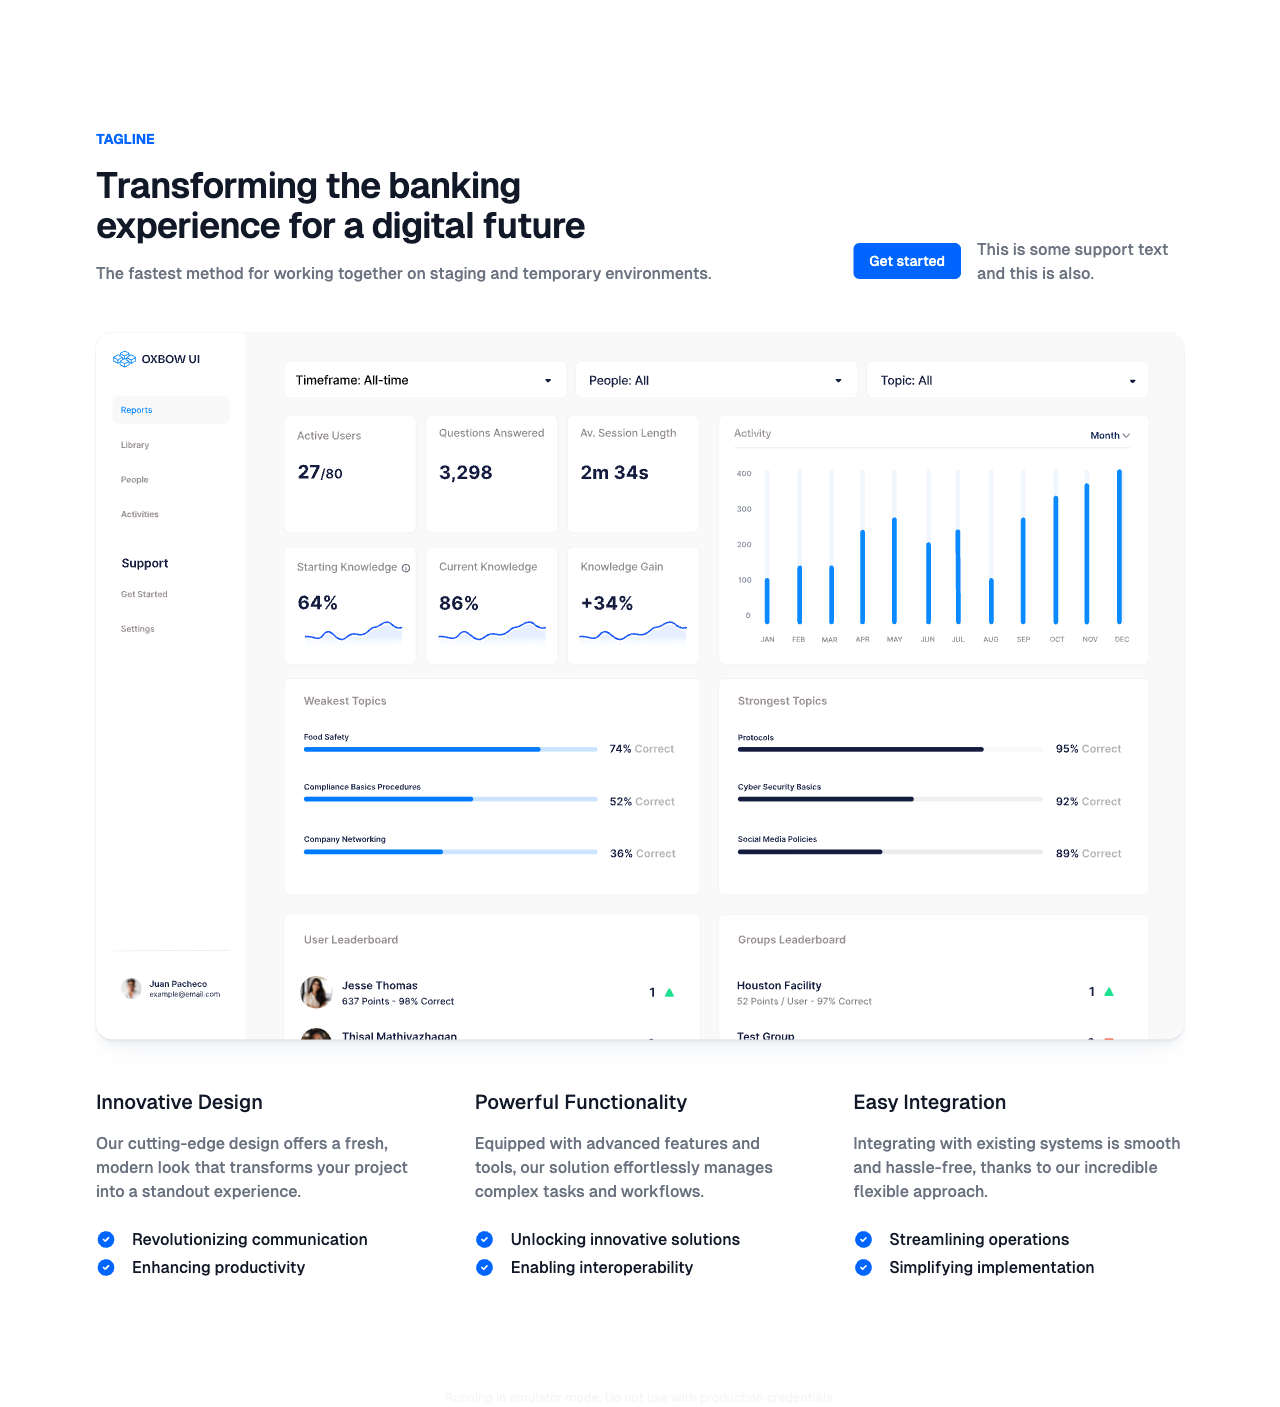 TAGLINE
Transforming the banking
experience for a digital future
The fastest method for working together on staging and temporary environments.
Get started
This is some support text
and this is also.
OXBOW UI
Reports
Library
People
Activities
Support
Get Started
Settings
Juan Pacheco
example@email.com
Timeframe: All-time
People: All
Topic: All
Active Users
27/80
Questions Answered
3,298
Av. Session Length
2m 34s
Starting Knowledge
64%
Current Knowledge
86%
Knowledge Gain
+34%
Activity
Month
400
300
200
100
0
JAN FEB MAR APR MAY JUN JUL AUG SEP OCT NOV DEC
Weakest Topics
Food Safety
74% Correct
Compliance Basics Procedures
52% Correct
Company Networking
36% Correct
Strongest Topics
Protocols
95% Correct
Cyber Security Basics
92% Correct
Social Media Policies
89% Correct
User Leaderboard
Jesse Thomas
637 Points - 98% Correct
1
Thisal Mathiyazhagan
Groups Leaderboard
Houston Facility
52 Points / User - 97% Correct
1
Test Group
Innovative Design
Our cutting-edge design offers a fresh,
modern look that transforms your project
into a standout experience.
Revolutionizing communication
Enhancing productivity
Powerful Functionality
Equipped with advanced features and
tools, our solution effortlessly manages
complex tasks and workflows.
Unlocking innovative solutions
Enabling interoperability
Easy Integration
Integrating with existing systems is smooth
and hassle-free, thanks to our incredible
flexible approach.
Streamlining operations
Simplifying implementation
Running in emulator mode. Do not use with production credentials.